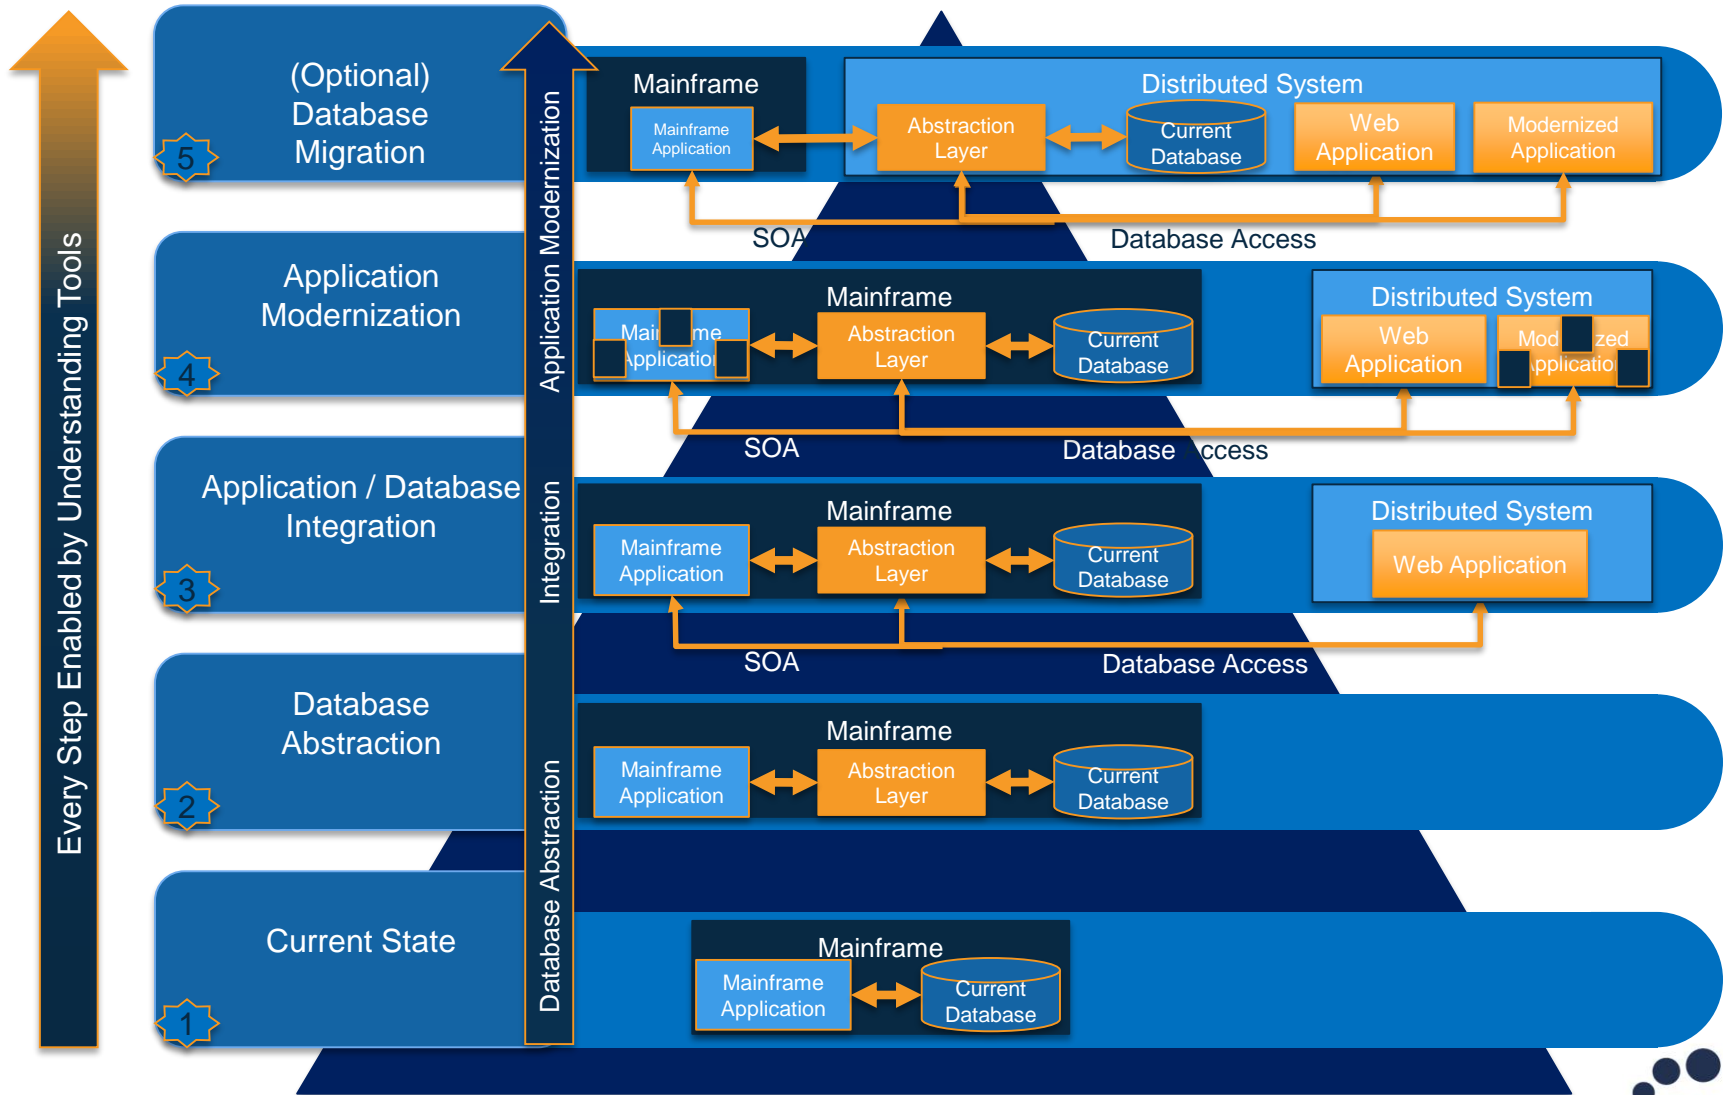 Every Step Enabled by Understanding Tools
(Optional)
Database
Migration
5
Application Modernization
Integration
Database Abstraction
Mainframe
Mainframe
Application
Distributed System
Abstraction
Layer
Current
Database
Web
Application
Modernized
Application
SOA
Database Access
Application
Modernization
4
Mainframe
Application
Mainframe
Abstraction
Layer
Current
Database
Distributed System
Web
Application
Application
SOA
Database Access
Application / Database
Integration
3
Mainframe
Mainframe
Application
Abstraction
Layer
Current
Database
Distributed System
Web Application
SOA
Database Access
Database
Abstraction
2
Mainframe
Mainframe
Application
Abstraction
Layer
Current
Database
Current State
1
Mainframe
Mainframe
Application
Current
Database